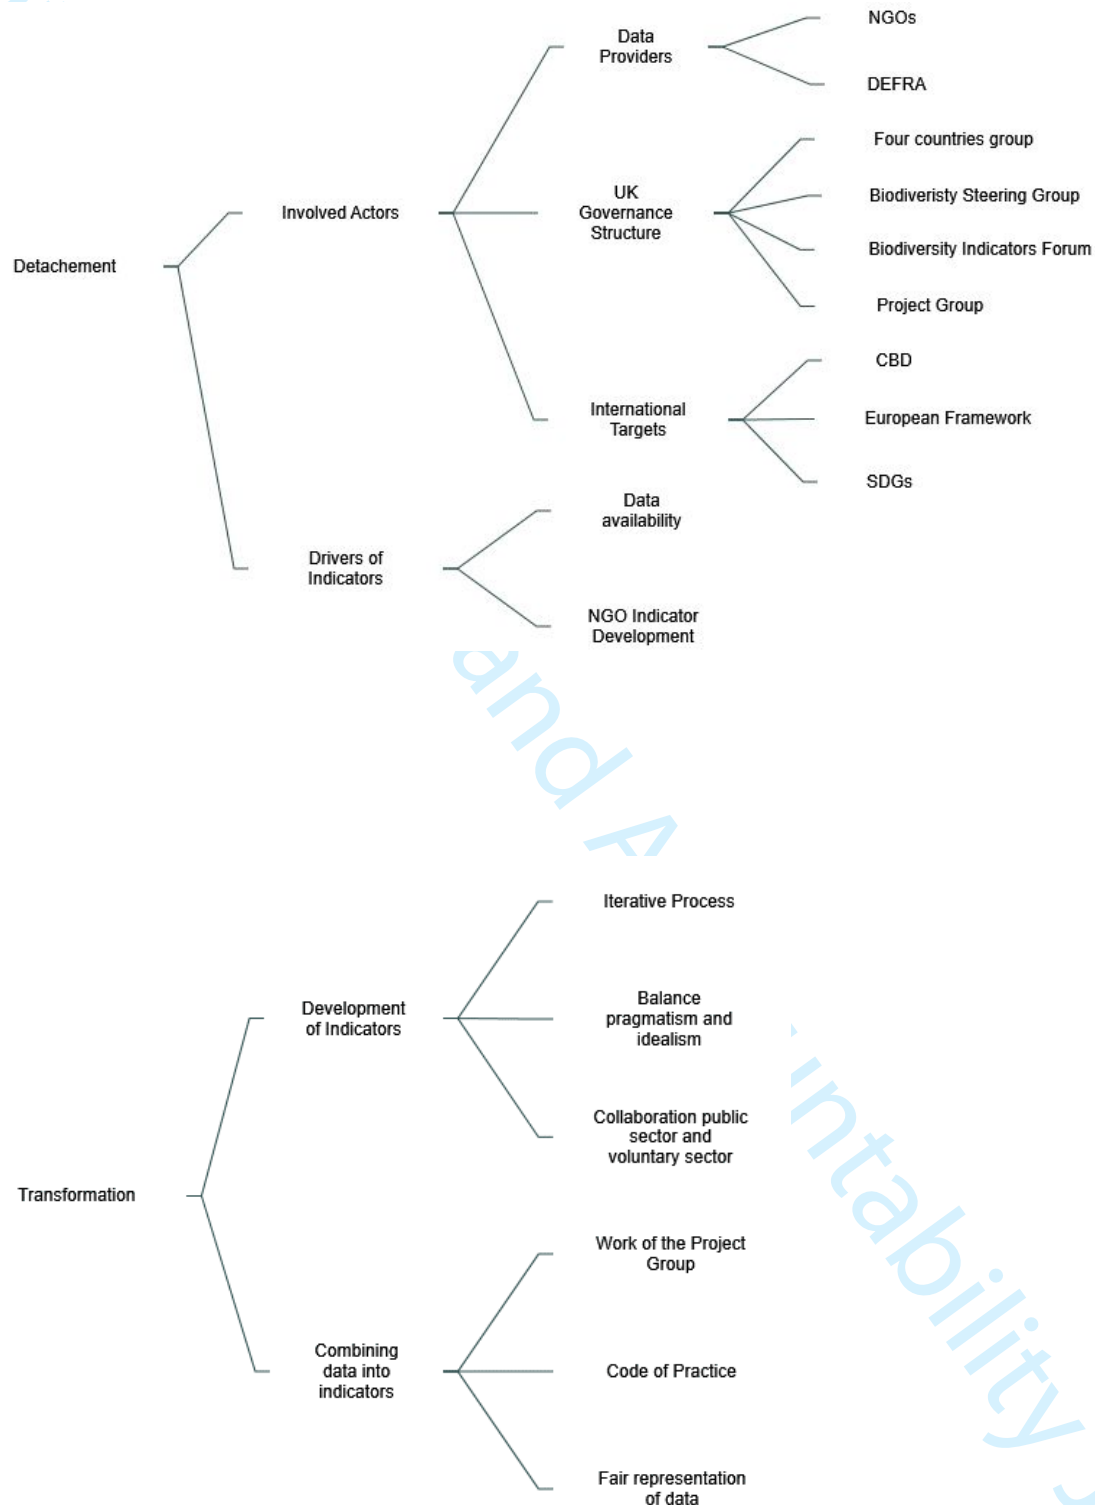 Data
Providers
NGOs
DEFRA
Involved Actors
UK
Governance
Structure
Four countries group
Biodiveristy Steering Group
Biodiversity Indicators Forum
Project Group
Detachement
International
Targets
CBD
European Framework
SDGs
Drivers of
Indicators
Data
availability
NGO Indicator
Development
and A
Transformation
Development
of Indicators
Iterative Process
Balance
pragmatism and
idealism
Collaboration public
sector and
voluntary sector
Combining
data into
indicators
Work of the Project
Group
Code of Practice
Fair representation
of data
untability